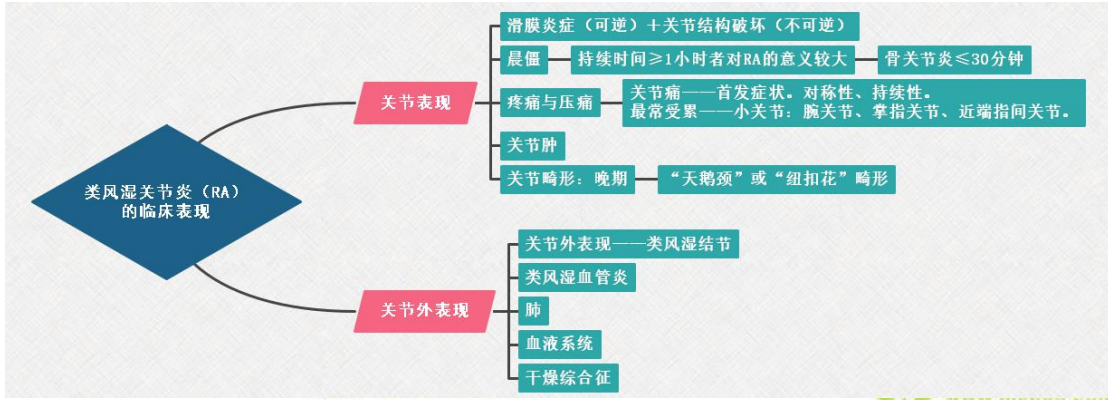 类风湿关节炎（RA）
的临床表现
关节表现
滑膜炎症（可逆）＋关节结构破坏（不可逆）
晨僵
持续时间≥1小时者对RA的意义较大
骨关节炎≤30分钟
疼痛与压痛
关节痛——首发症状。对称性、持续性。
最常受累——小关节：腕关节、掌指关节、近端指间关节。
关节肿
关节畸形：晚期
“天鹅颈”或“纽扣花”畸形
关节外表现
关节外表现——类风湿结节
类风湿血管炎
肺
血液系统
干燥综合征